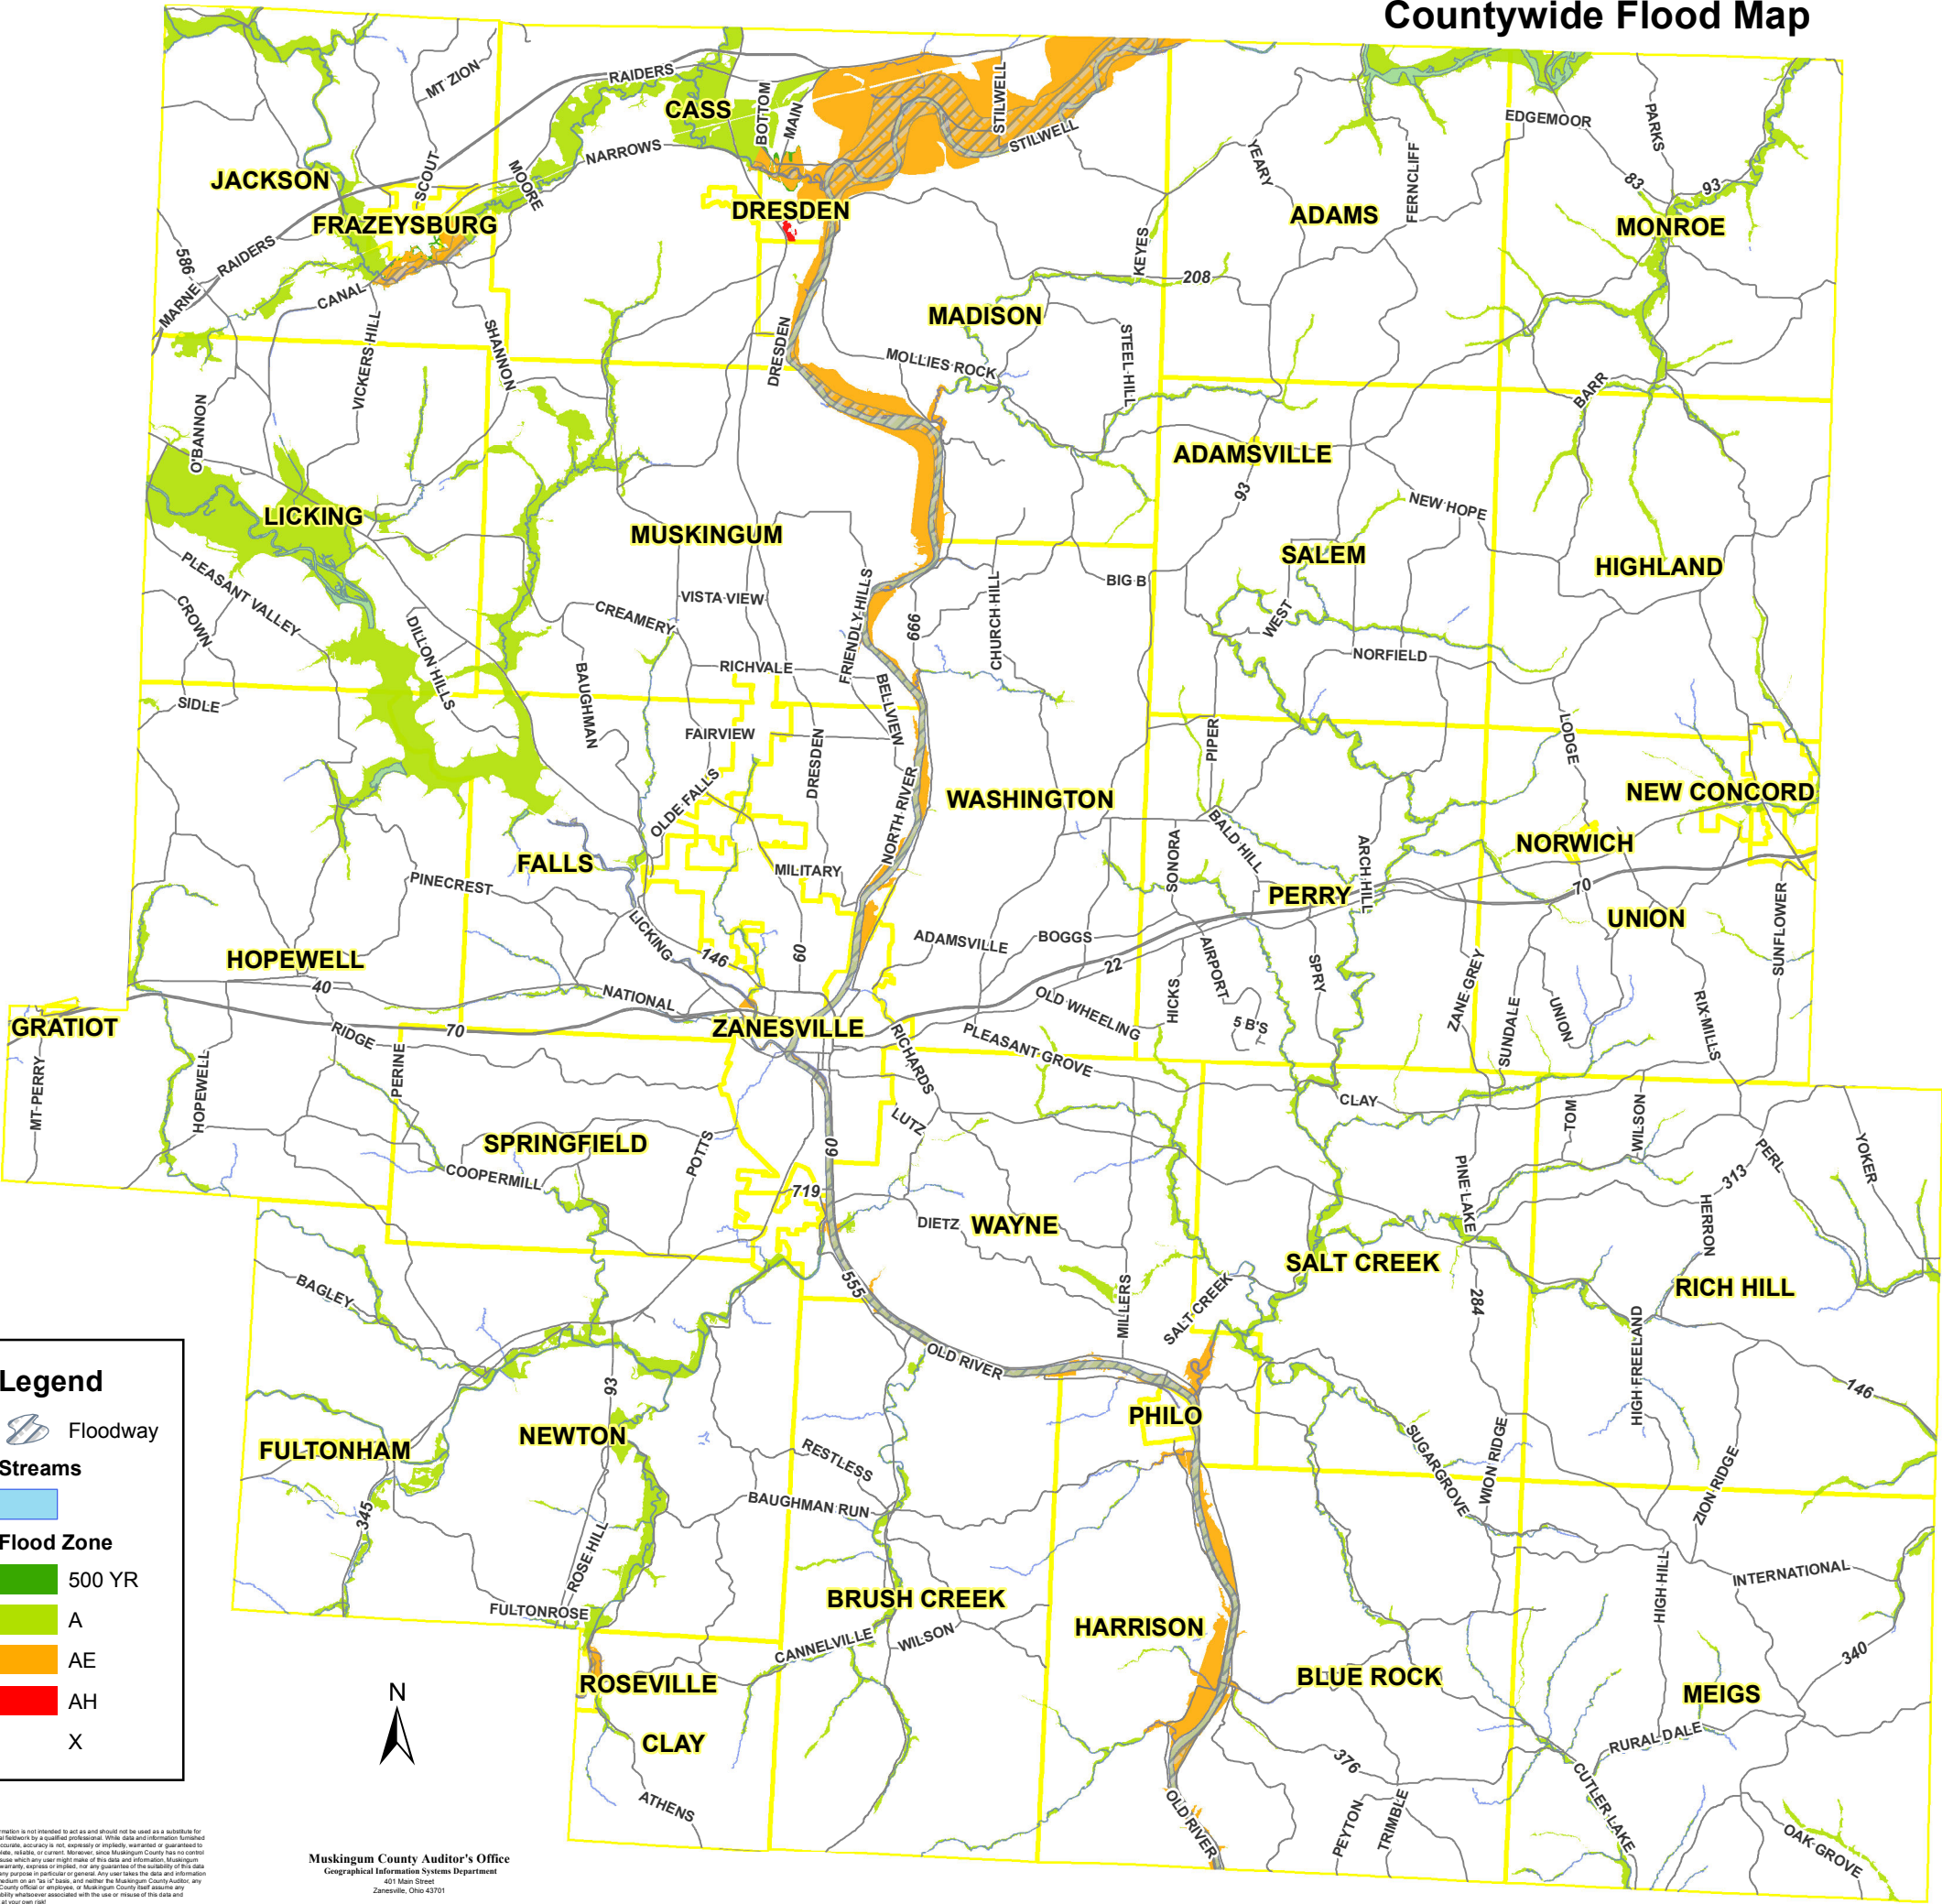 Countywide Flood Map
MT ZION
RAIDERS
CASS
BOTTOM
MAIN
STILWELL
STILWELL
EDGEMOOR
PARKS
JACKSON
SCOUT
MOORE
NARROWS
YEARY
FERNCLIFF
83
93
FRAZEYSBURG
DRESDEN
ADAMS
MONROE
586
RAIDERS
MARNE
CANAL
KEYES
208
MADISON
VICKERS HILL
SHANNON
DRESDEN
MOLLIES ROCK
STEEL HILL
BARR
O'BANNON
ADAMSVILLE
93
NEW HOPE
LICKING
MUSKINGUM
SALEM
HIGHLAND
PLEASANT VALLEY
CROWN
DILLON HILLS
CREAMERY
VISTA VIEW
FRIENDLY HILLS
666
CHURCH HILL
BIG B
WEST
NORFIELD
RICHVALE
BAUGHMAN
BELLVIEW
SIDLE
FAIRVIEW
DRESDEN
PIPER
LODGE
OLDE FALLS
NORTH RIVER
WASHINGTON
NEW CONCORD
NORWICH
FALLS
MILITARY
PINECREST
SONORA
BALD HILL
ARCH HILL
PERRY
70
UNION
LICKING
146
60
ADAMSVILLE
BOGGS
22
AIRPORT
SPRY
ZANE GREY
SUNFLOWER
HOPEWELL
40
NATIONAL
OLD WHEELING
HICKS
SUNDALE
UNION
RIX MILLS
GRATIOT
RIDGE
70
ZANESVILLE
RICHARDS
PLEASANT GROVE
5 B'S
MT PERRY
HOPEWELL
PERINE
LUTZ
CLAY
TOM
WILSON
PERL
YOKER
SPRINGFIELD
COOPERMILL
POTTS
60
719
DIETZ
WAYNE
PINE LAKE
313
HERRON
SALT CREEK
RICH HILL
BAGLEY
555
MILLERS
SALT CREEK
284
HIGH FREELAND
OLD RIVER
146
93
PHILO
FULTONHAM
NEWTON
RESTLESS
BAUGHMAN RUN
SUGARGROVE
WION RIDGE
ZION RIDGE
345
ROSE HILL
FULTONROSE
BRUSH CREEK
CANNELVILLE
WILSON
HARRISON
HIGH HILL
INTERNATIONAL
340
ROSEVILLE
BLUE ROCK
MEIGS
CLAY
RURAL DALE
376
ATHENS
OLD RIVER
PEYTON
TRIMBLE
CUTLER LAKE
OAK GROVE
Legend
Floodway
Streams
Flood Zone
500 YR
A
AE
AH
X
N
Muskingum County Auditor's Office
Geographical Information Systems Department
401 Main Street
Zanesville, Ohio 43701